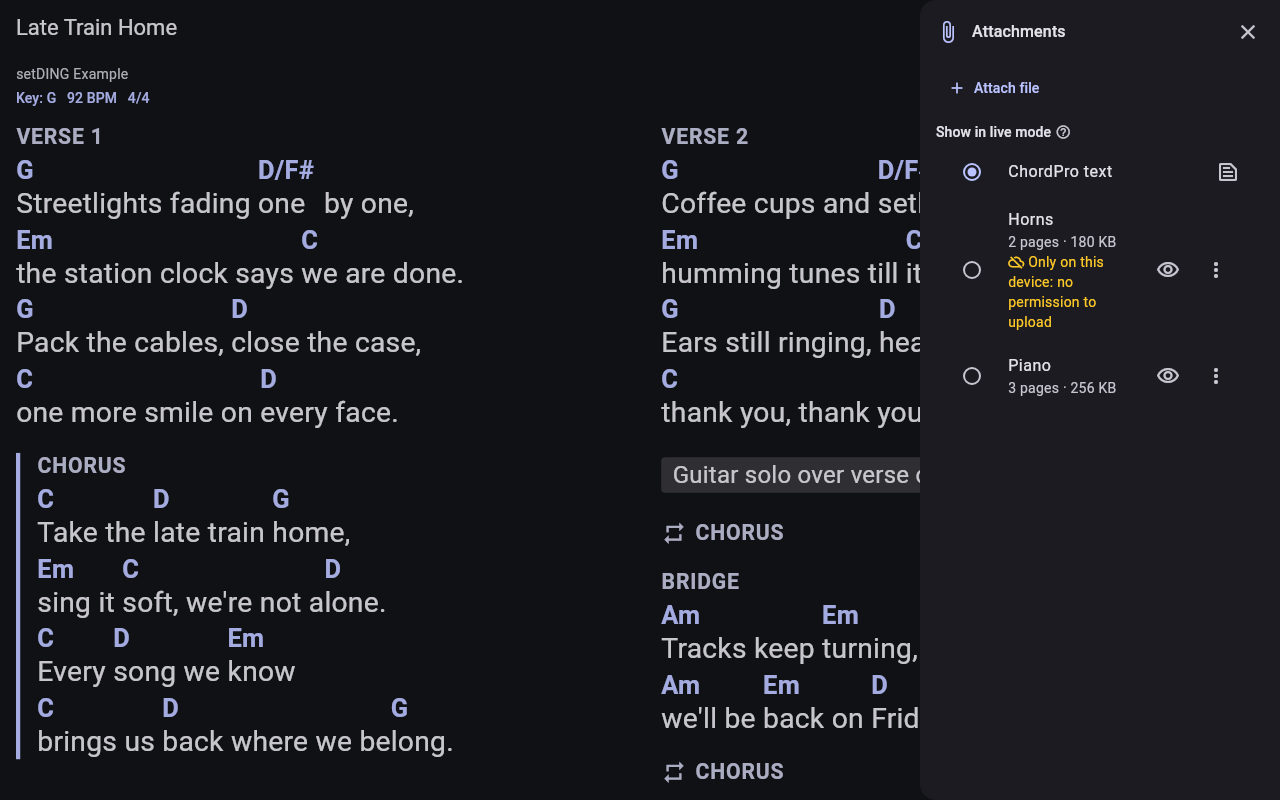 Late Train Home
setDING Example
Key: G 92 BPM 4/4
VERSE 1
G D/F#
Streetlights fading one by one,
Em C
the station clock says we are done.
G D
Pack the cables, close the case,
C D
one more smile on every face.
CHORUS
C D G
Take the late train home,
Em C D
sing it soft, we're not alone.
C D Em
Every song we know
C D G
brings us back where we belong.
VERSE 2
G D/F
Coffee cups and set
Em C
humming tunes till it
G D
Ears still ringing, hea
C
thank you, thank you
Guitar solo over verse
CHORUS
BRIDGE
Am Em
Tracks keep turning,
Am Em D
we'll be back on Frid
CHORUS
Attachments
Attach file
Show in live mode
ChordPro text
Horns
2 pages · 180 KB
Only on this
device: no
permission to
upload
Piano
3 pages · 256 KB